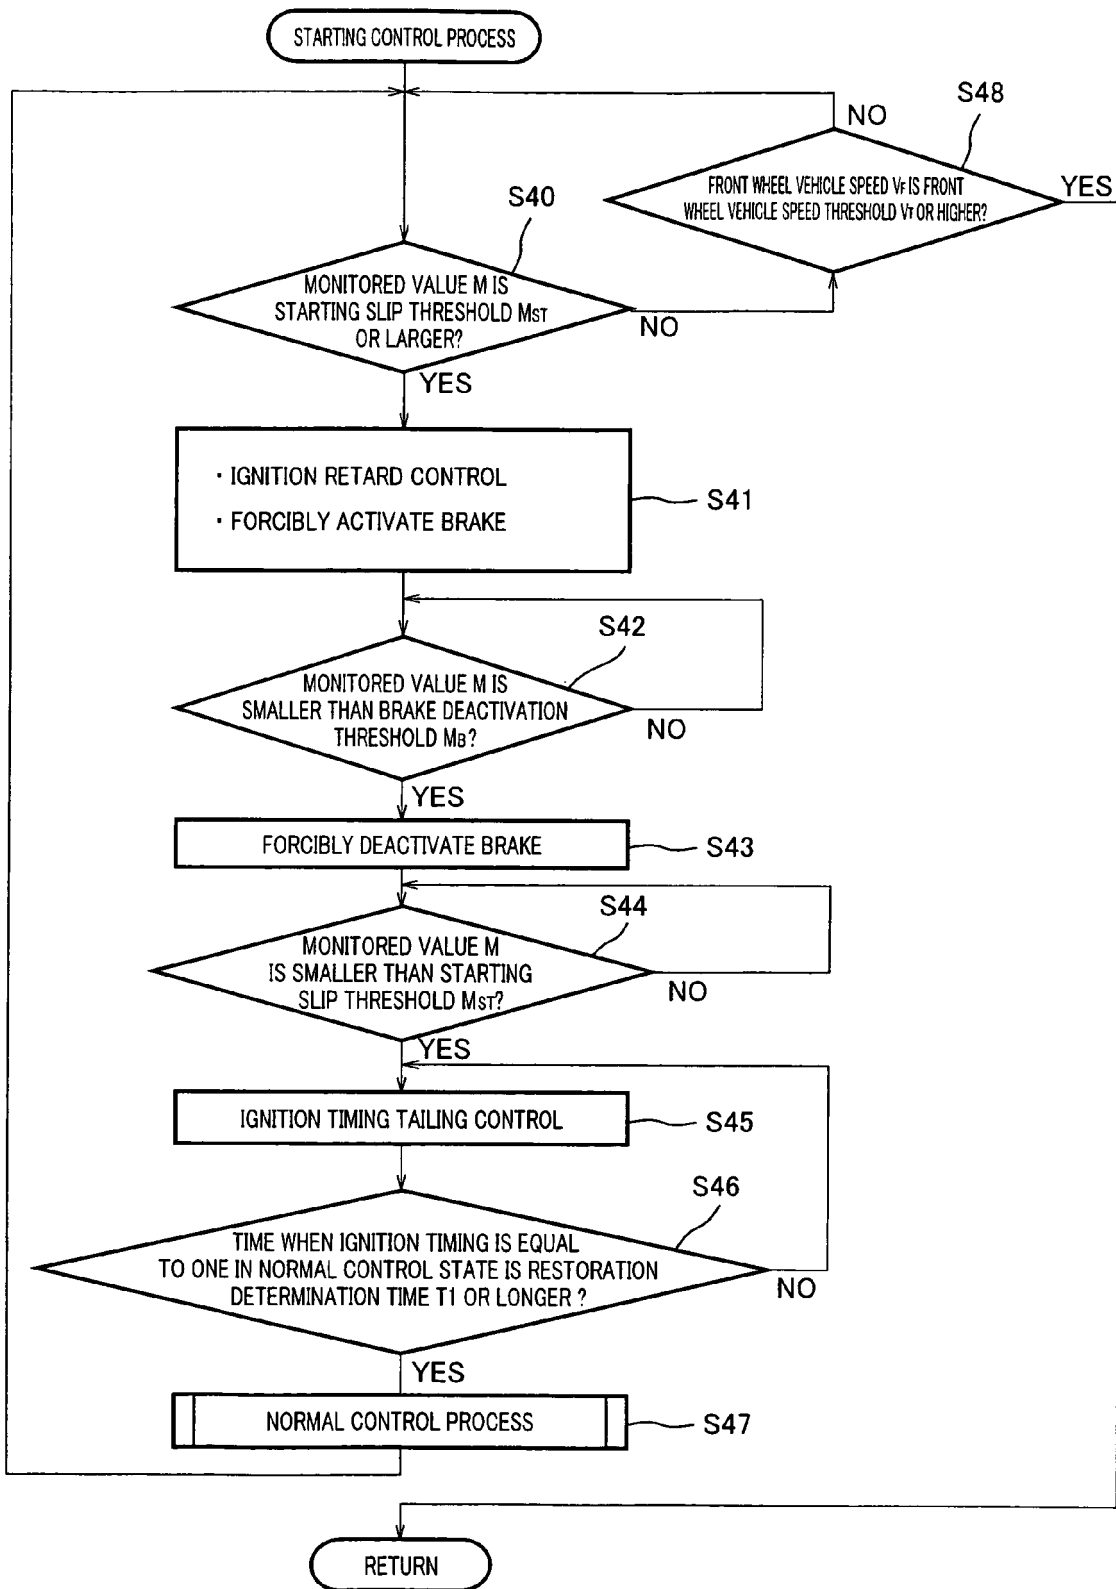 STARTING CONTROL PROCESS
S48
NO
FRONT WHEEL VEHICLE SPEED VF IS FRONT
WHEEL VEHICLE SPEED THRESHOLD VT OR HIGHER?
YES
S40
MONITORED VALUE M IS
STARTING SLIP THRESHOLD MST
OR LARGER?
NO
YES
・IGNITION RETARD CONTROL
・FORCIBLY ACTIVATE BRAKE
S41
S42
MONITORED VALUE M IS
SMALLER THAN BRAKE DEACTIVATION
THRESHOLD MB?
NO
YES
FORCIBLY DEACTIVATE BRAKE
S43
S44
MONITORED VALUE M
IS SMALLER THAN STARTING
SLIP THRESHOLD MST?
NO
YES
IGNITION TIMING TAILING CONTROL
S45
S46
TIME WHEN IGNITION TIMING IS EQUAL
TO ONE IN NORMAL CONTROL STATE IS RESTORATION
DETERMINATION TIME T1 OR LONGER ?
NO
YES
NORMAL CONTROL PROCESS
S47
RETURN